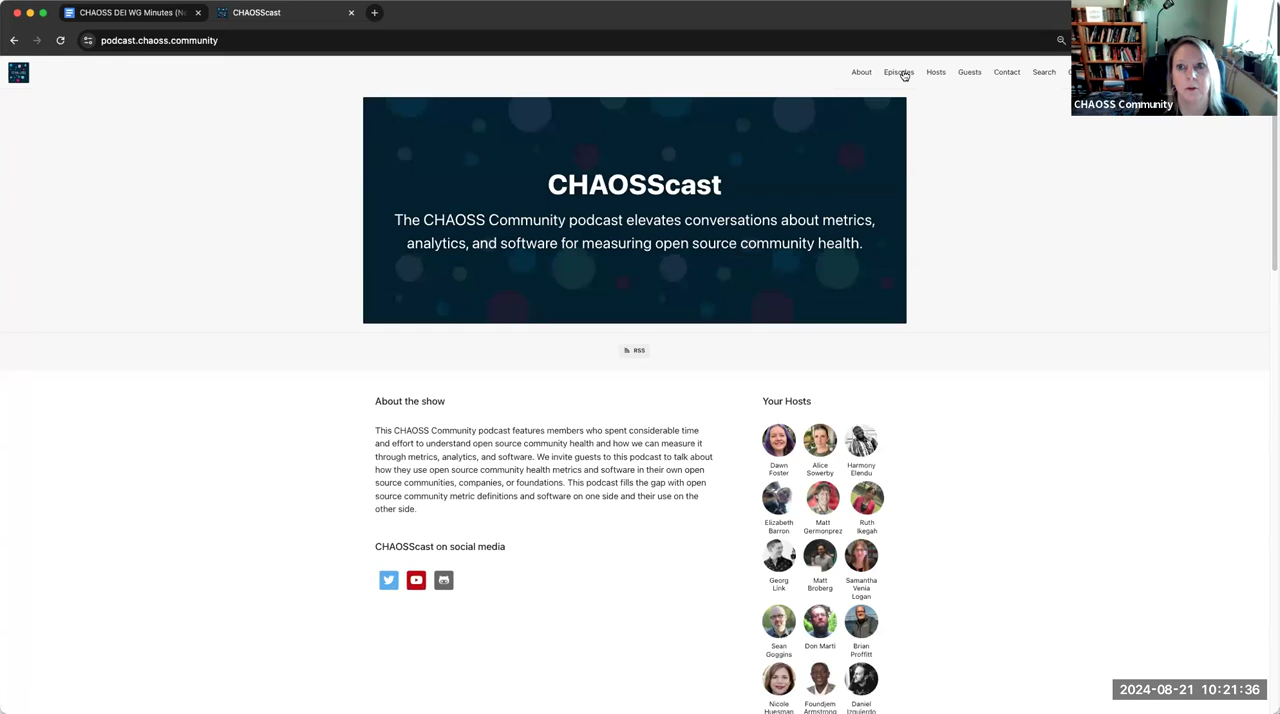 CHAOSS DEI WG Minutes (N
CHAOSScast
podcast.chaoss.community
About
Episodes
Hosts
Guests
Contact
Search
CHAOSS Community
CHAOSScast
The CHAOSS Community podcast elevates conversations about metrics,
analytics, and software for measuring open source community health.
RSS
About the show
This CHAOSS Community podcast features members who spent considerable time
and effort to understand open source community health and how we can measure it
through metrics, analytics, and software. We invite guests to this podcast to talk about
how they use open source community health metrics and software in their own open
source communities, companies, or foundations. This podcast fills the gap with open
source community metric definitions and software on one side and their use on the
other side.
CHAOSScast on social media
Your Hosts
Dawn
Foster
Alice
Sowerby
Harmony
Elendu
Elizabeth
Barron
Matt
Germonprez
Ruth
Ikegah
Georg
Link
Matt
Broberg
Samantha
Venia
Logan
Sean
Goggins
Don Marti
Brian
Proffitt
Nicole
Huesman
Foundjem
Armstrong
Daniel
Izquierdo
2024-08-21 10:21:36